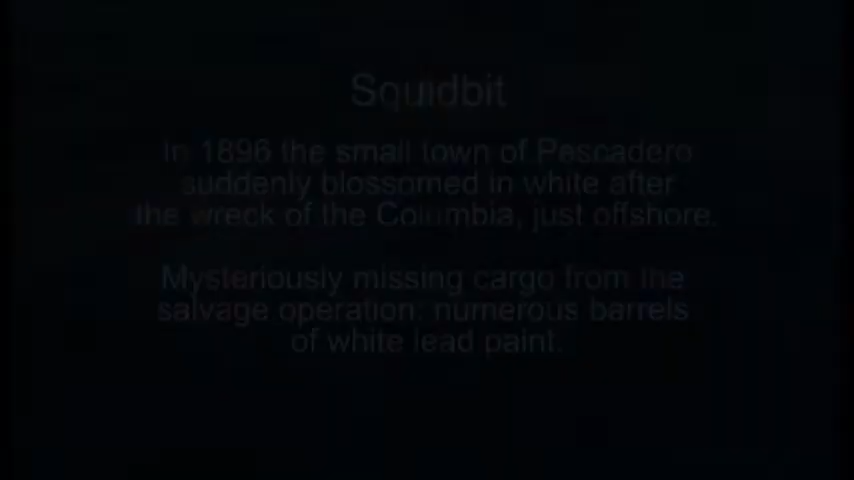 Squidbit
In 1896 the small town of Pescadero
suddenly blossomed in white after
the wreck of the Columbia, just offshore.
Mysteriously missing cargo from the
salvage operation: numerous barrels
of white lead paint.